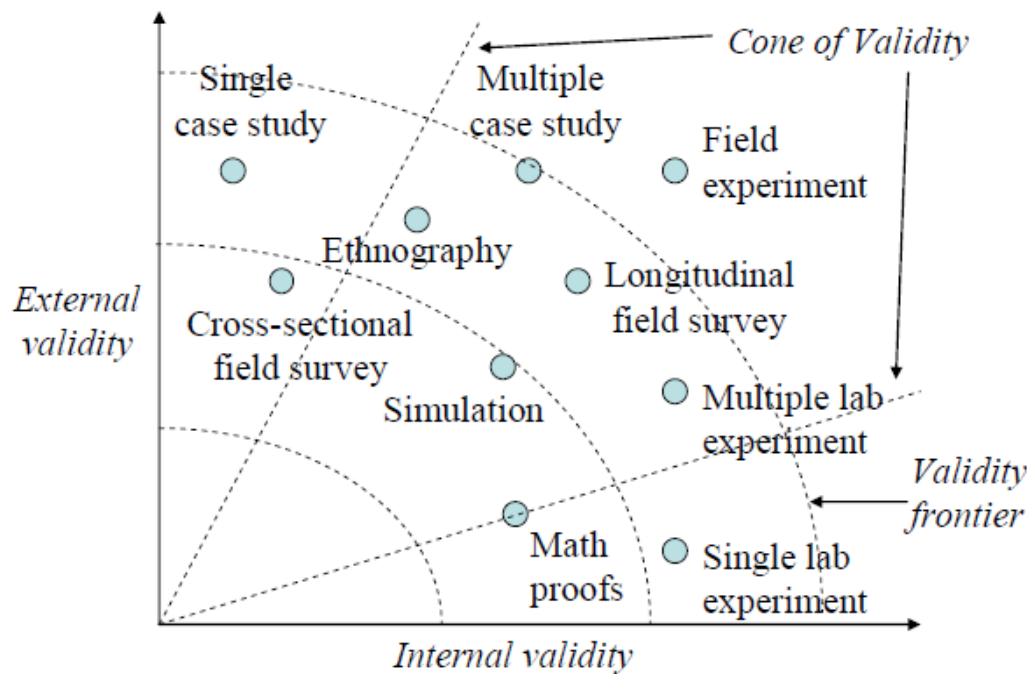 Cone of Validity
Single
case study
Multiple
case study
Field
experiment
Ethnography
External
validity
Cross-sectional
field survey
Longitudinal
field survey
Simulation
Multiple lab
experiment
Validity
frontier
Math
proofs
Single lab
experiment
Internal validity